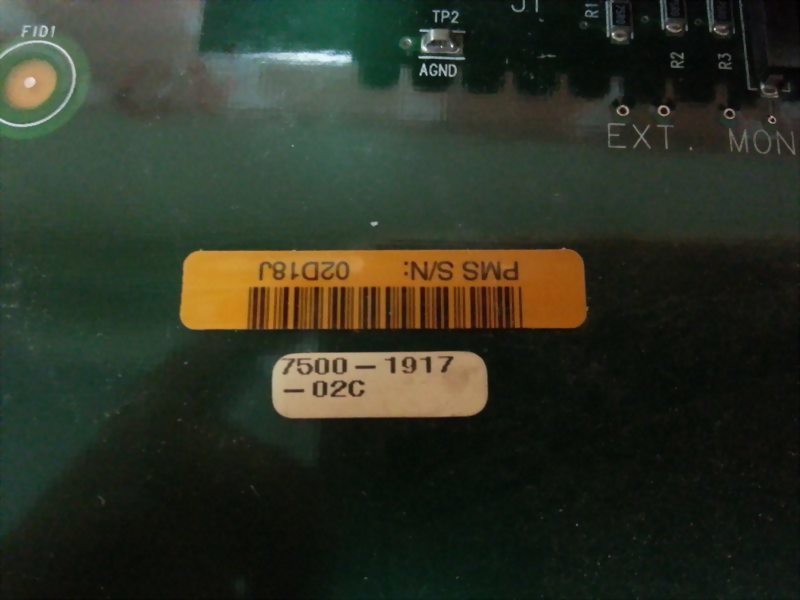 FID1
TP2
AGND
J1
R1
R2
R3
EXT.
MON
PMS S/N: 02D18J
7500-1917
-02C